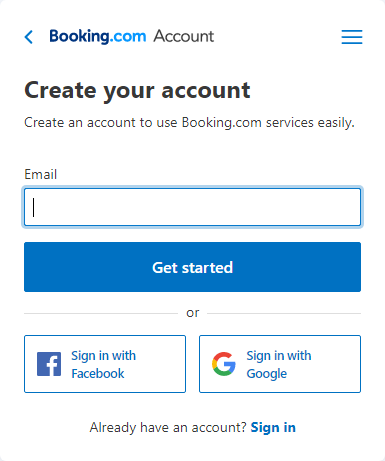 Booking.com Account
Create your account
Create an account to use Booking.com services easily.
Email
Get started
or
Sign in with
Facebook
Sign in with
Google
Already have an account? Sign in